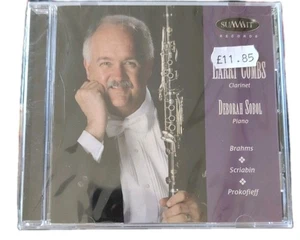 SUMMIT
RECORDS
£11.85
LARRY COMBS
Clarinet
DEBORAH SOBOL
Piano
Brahms
Scriabin
Prokofieff